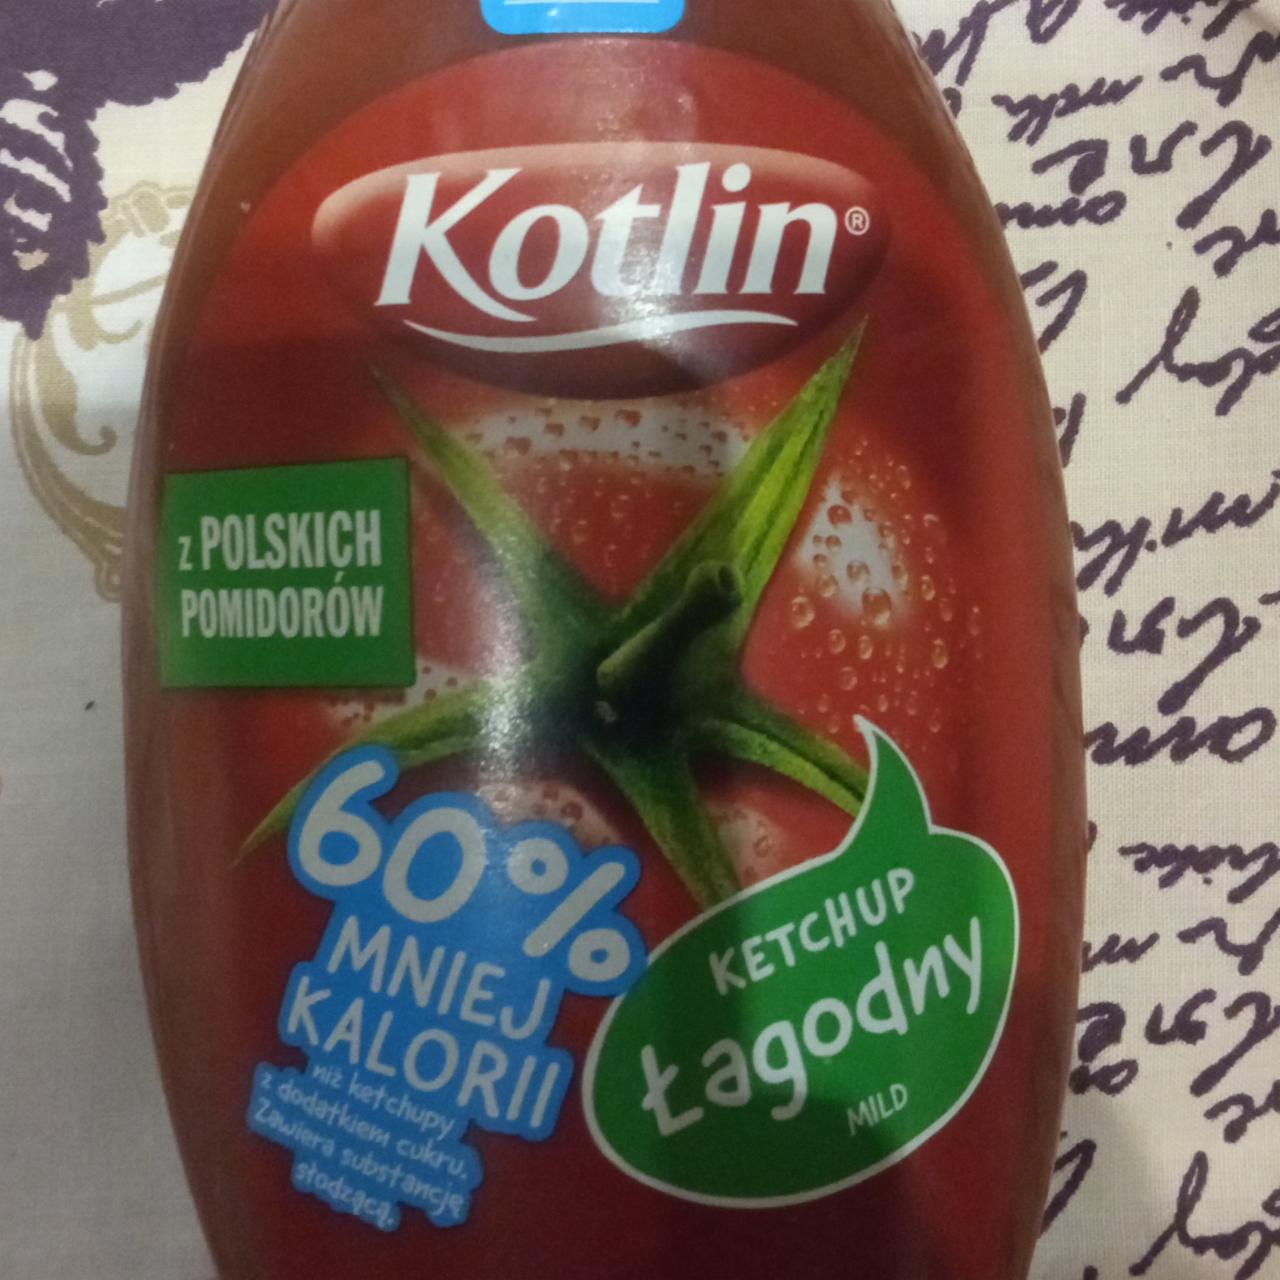 Kotlin®
z POLSKICH
POMIDORÓW
60%
MNIEJ
KALORII
niż ketchupy
z dodatkiem cukru.
Zawiera substancję
słodzącą.
KETCHUP
Łagodny
MILD